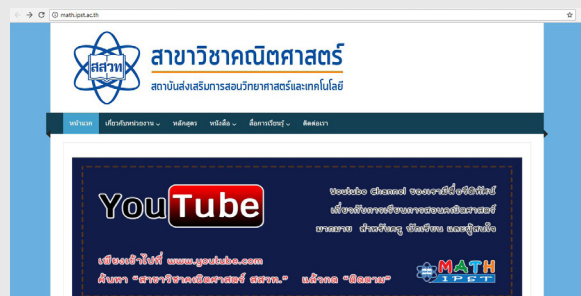 math.ipst.ac.th
สสวท
สาขาวิชาคณิตศาสตร์
สถาบันส่งเสริมการสอนวิทยาศาสตร์และเทคโนโลยี
หน้าแรก เกี่ยวกับหน่วยงาน หลักสูตร หนังสือ สื่อการเรียนรู้ ติดต่อเรา
YouTube
Youtube Channel ของเรามีสื่อวีดิทัศน์
เกี่ยวกับการเรียนการสอนคณิตศาสตร์
มากมาย สำหรับครู นักเรียน และผู้สนใจ
เพียงเข้าไปที่ www.youtube.com
ค้นหา "สาขาวิชาคณิตศาสตร์ สสวท." แล้วกด "ติดตาม"
MATH
IPST